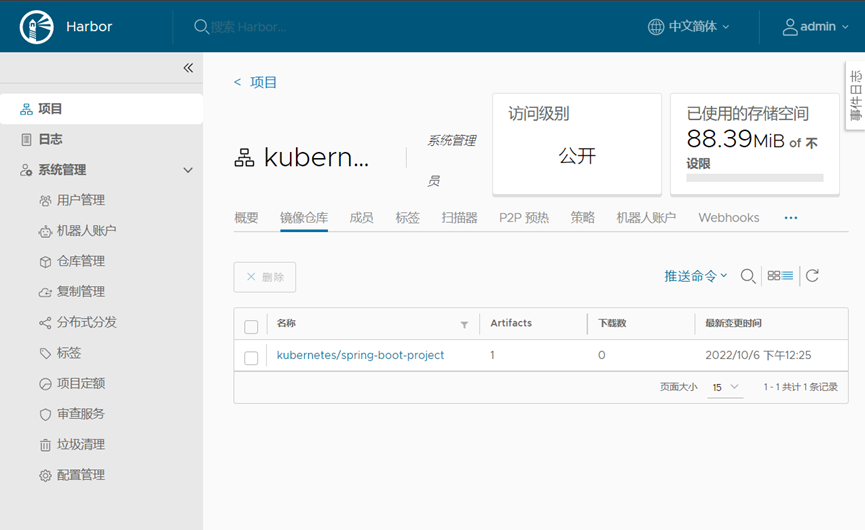 Harbor
搜索 Harbor...
中文简体
admin
事件日志
项目
日志
系统管理
用户管理
机器人账户
仓库管理
复制管理
分布式分发
标签
项目定额
审查服务
垃圾清理
配置管理
< 项目
kubern...
系统管理
员
访问级别
公开
已使用的存储空间
88.39MiB of 不
设限
概要 镜像仓库 成员 标签 扫描器 P2P 预热 策略 机器人账户 Webhooks ...
× 删除
推送命令
名称 Artifacts 下载数 最新变更时间
kubernetes/spring-boot-project 1 0 2022/10/6 下午12:25
页面大小 15 1 - 1 共计 1 条记录